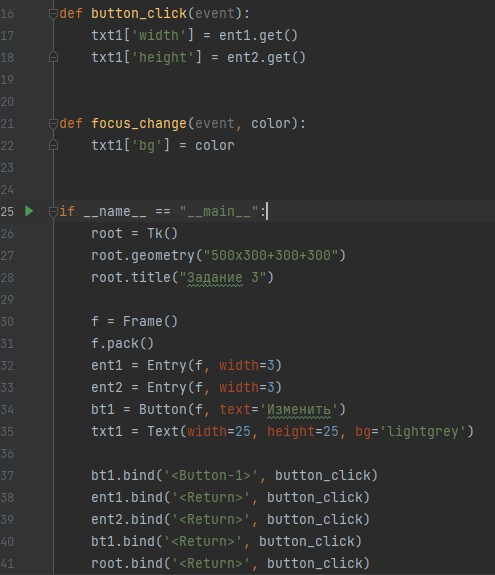 16 def button_click(event):
17     txt1['width'] = ent1.get()
18     txt1['height'] = ent2.get()
19
20
21 def focus_change(event, color):
22     txt1['bg'] = color
23
24
25 if __name__ == "__main__":
26     root = Tk()
27     root.geometry("500x300+300+300")
28     root.title("Задание 3")
29
30     f = Frame()
31     f.pack()
32     ent1 = Entry(f, width=3)
33     ent2 = Entry(f, width=3)
34     bt1 = Button(f, text='Изменить')
35     txt1 = Text(width=25, height=25, bg='lightgrey')
36
37     bt1.bind('<Button-1>', button_click)
38     ent1.bind('<Return>', button_click)
39     ent2.bind('<Return>', button_click)
40     bt1.bind('<Return>', button_click)
41     root.bind('<Return>', button_click)